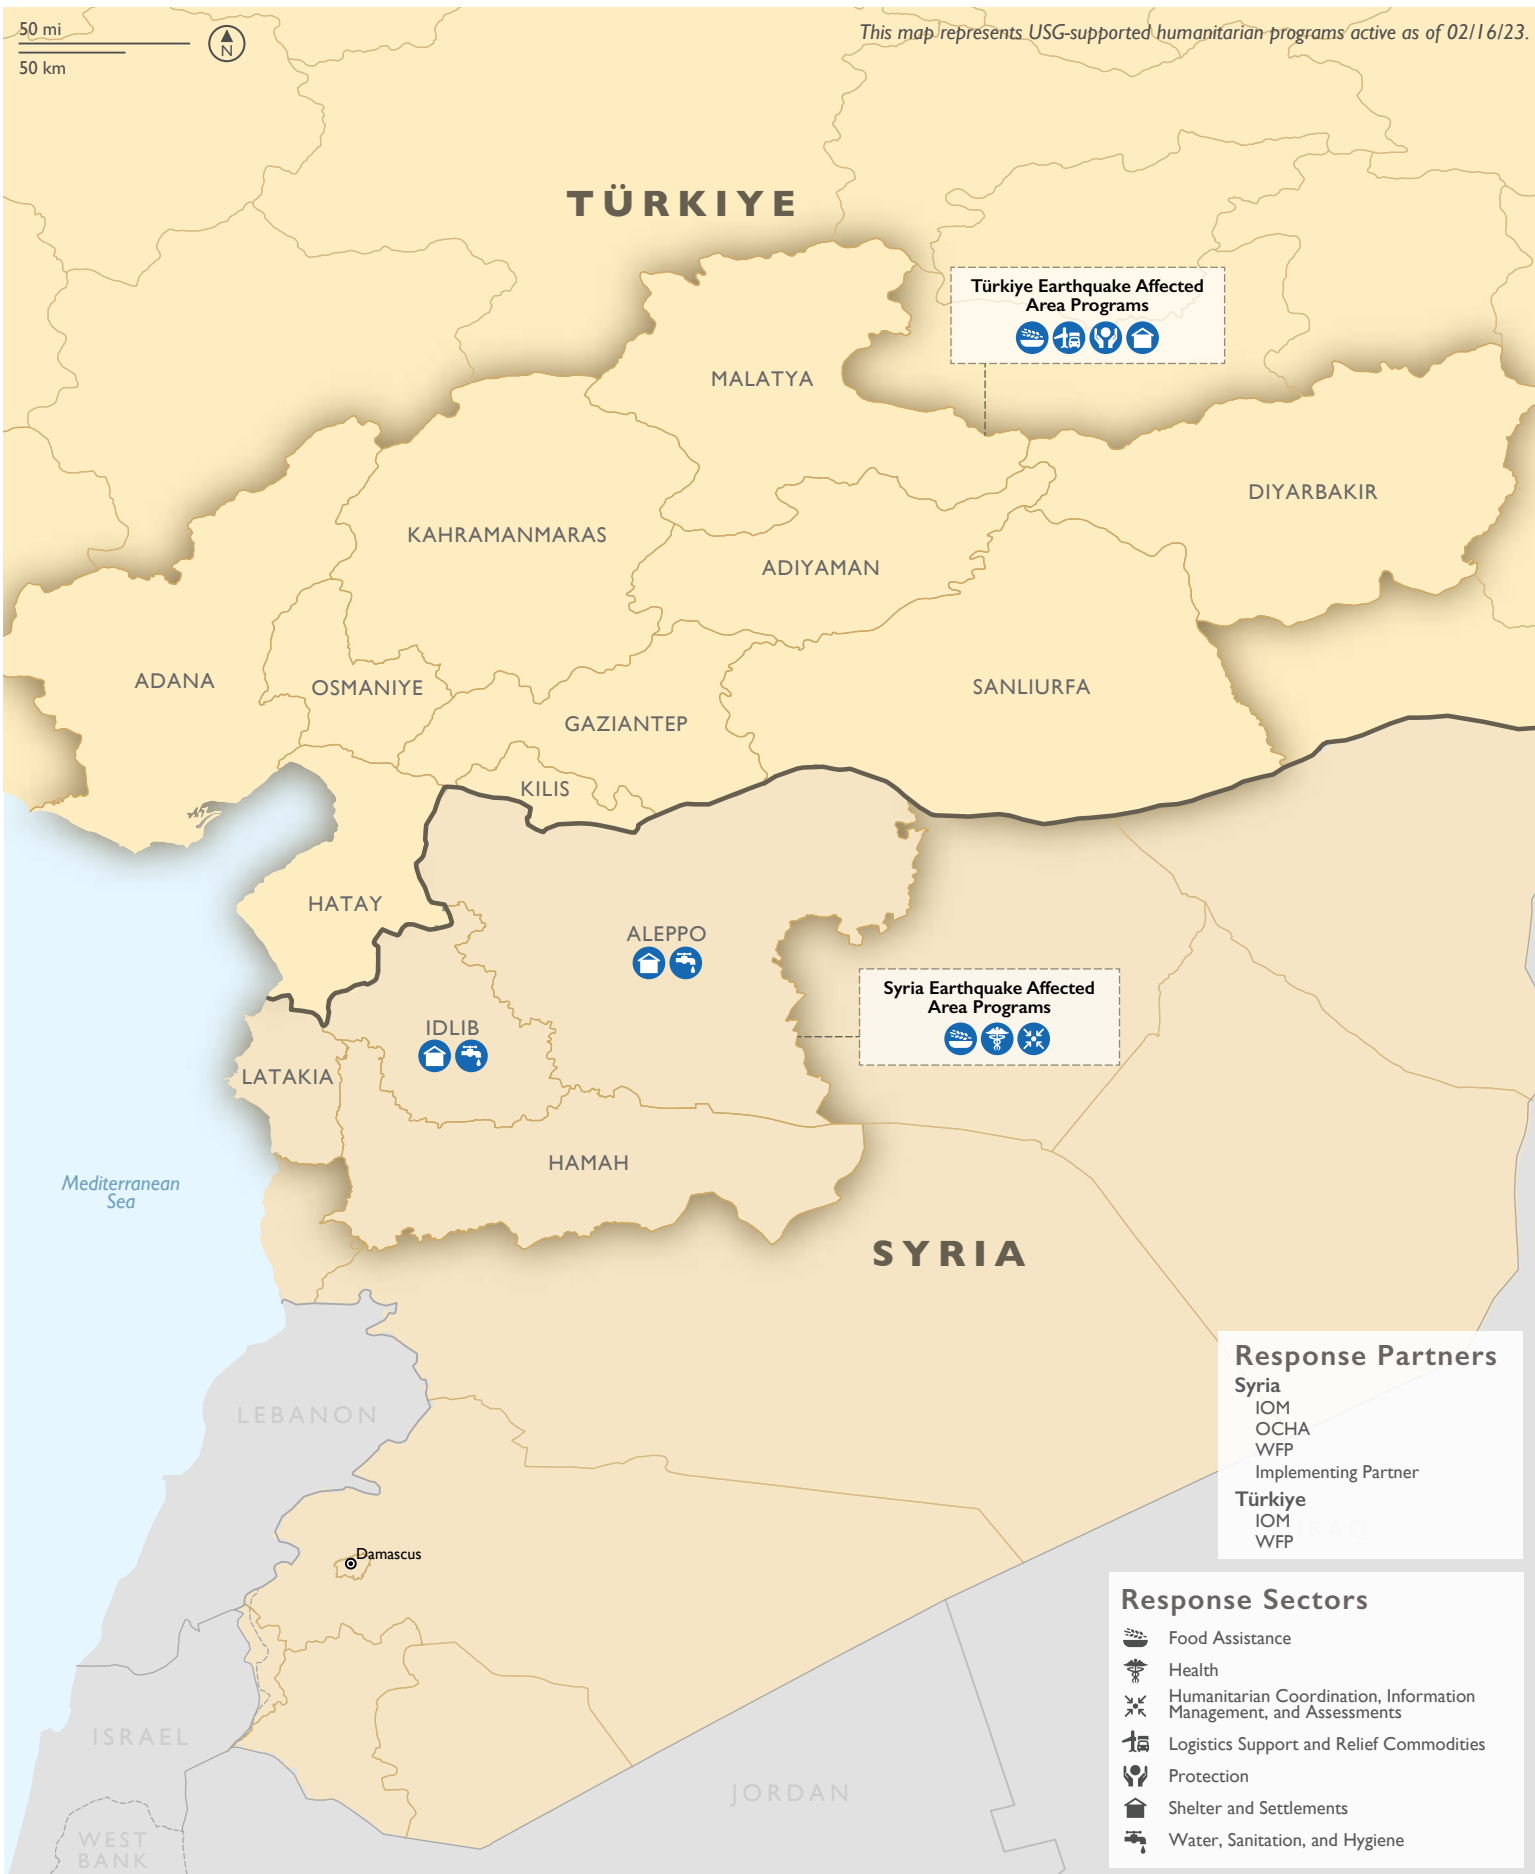 50 mi
50 km
N
This map represents USG-supported humanitarian programs active as of 02/16/23.
TÜRKIYE
Türkiye Earthquake Affected
Area Programs
MALATYA
DIYARBAKIR
KAHRAMANMARAS
ADIYAMAN
ADANA
OSMANIYE
SANLIURFA
GAZIANTEP
KILIS
HATAY
ALEPPO
Syria Earthquake Affected
Area Programs
IDLIB
LATAKIA
HAMAH
Mediterranean
Sea
SYRIA
LEBANON
Damascus
ISRAEL
JORDAN
WEST
BANK
IRAQ
Response Partners
Syria
IOM
OCHA
WFP
Implementing Partner
Türkiye
IOM
WFP
Response Sectors
Food Assistance
Health
Humanitarian Coordination, Information
Management, and Assessments
Logistics Support and Relief Commodities
Protection
Shelter and Settlements
Water, Sanitation, and Hygiene